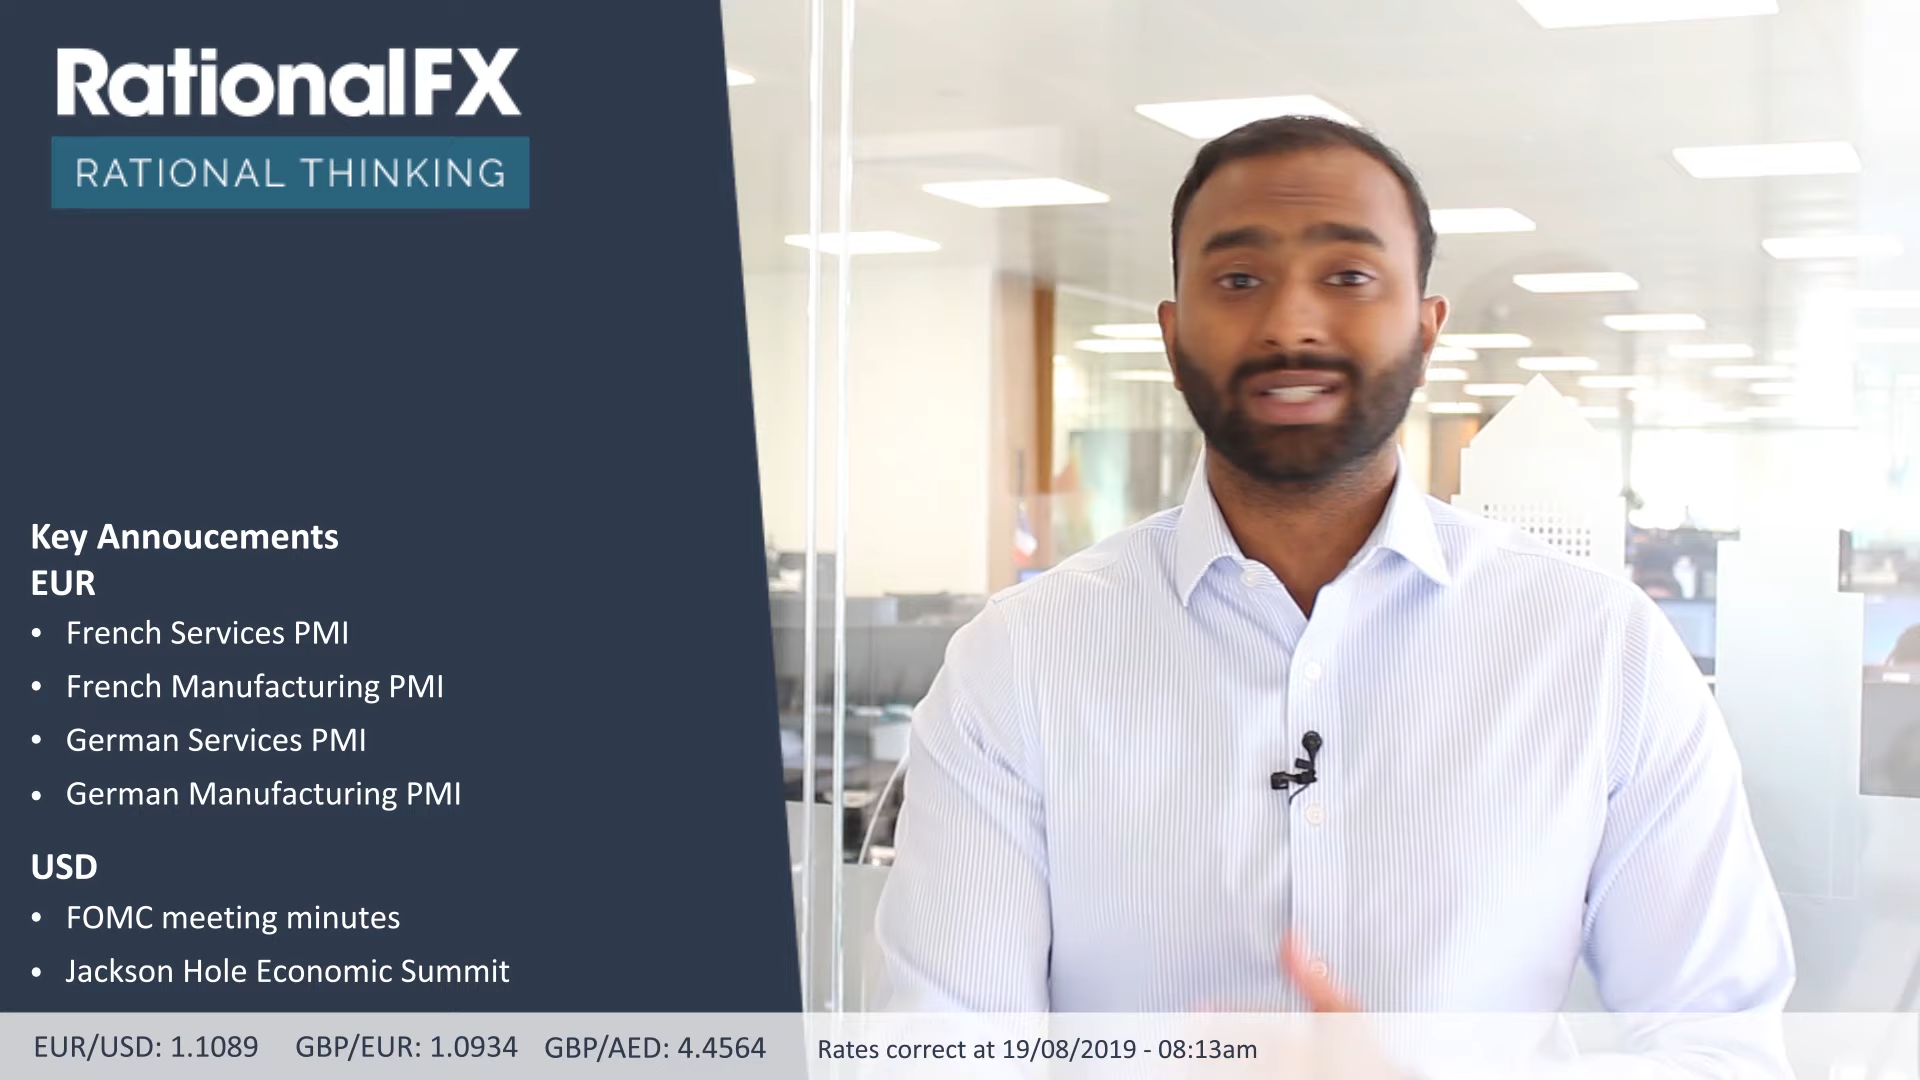 RationalFX
RATIONAL THINKING
Key Annoucements
EUR
• French Services PMI
• French Manufacturing PMI
• German Services PMI
• German Manufacturing PMI
USD
• FOMC meeting minutes
• Jackson Hole Economic Summit
EUR/USD: 1.1089 GBP/EUR: 1.0934 GBP/AED: 4.4564 Rates correct at 19/08/2019 - 08:13am